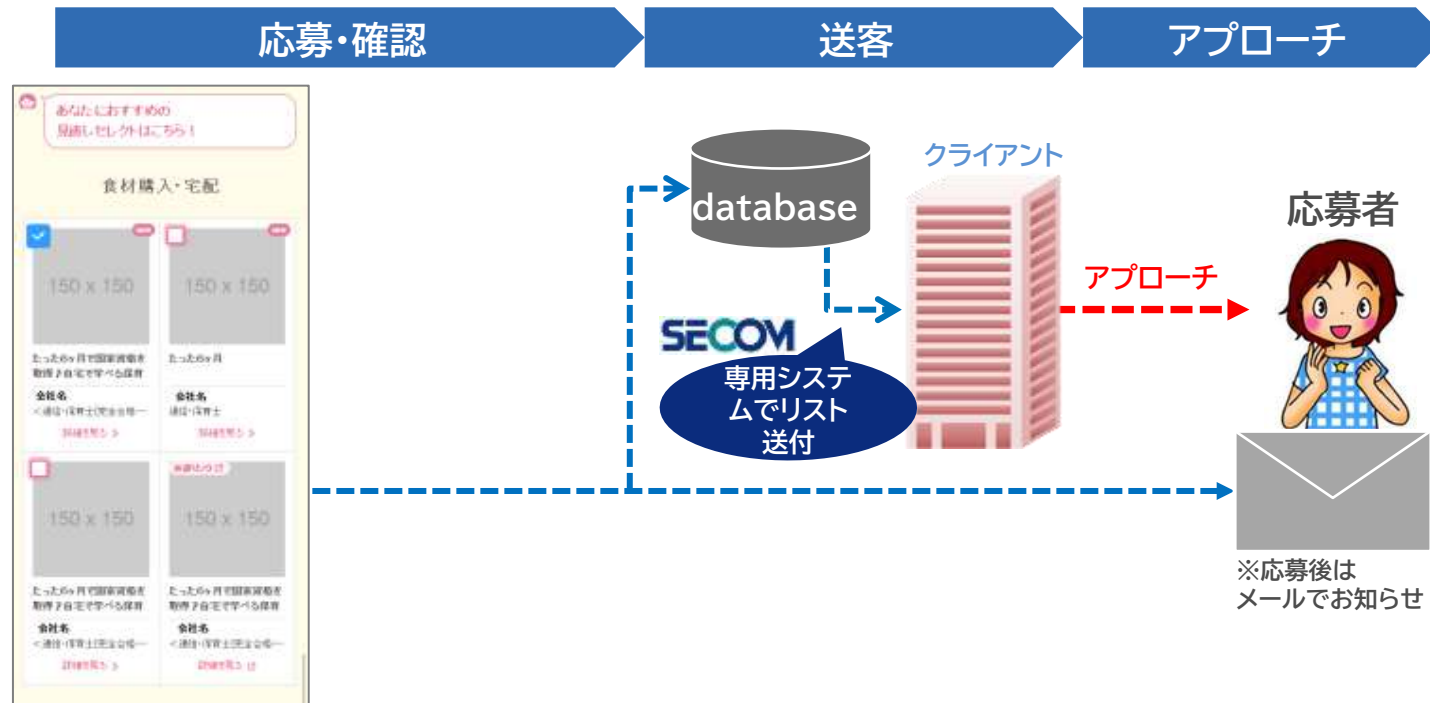 応募・確認
送客
アプローチ
あなたにおすすめの
見直しセレクトはこちら！
食材購入・宅配
150 x 150
150 x 150
たった6ヶ月で国家資格を
取得？自宅で学べる保育
たった6ヶ月
会社名
会社名
通信・保育士
詳細を見る >
詳細を見る >
150 x 150
150 x 150
たった6ヶ月で国家資格を
取得？自宅で学べる保育
たった6ヶ月で国家資格を
取得？自宅で学べる保育
会社名
会社名
詳細を見る >
database
クライアント
SECOM
専用システ
ムでリスト
送付
アプローチ
応募者
※応募後は
メールでお知らせ